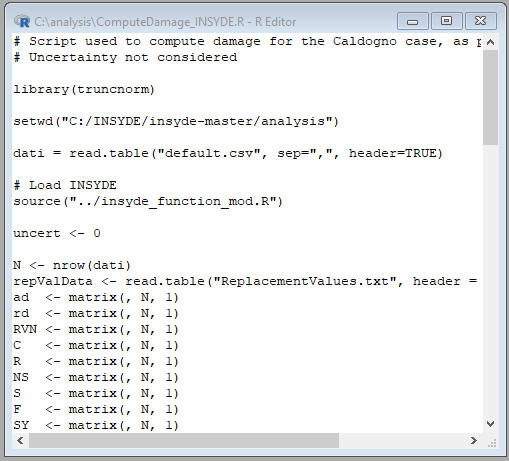 C:\analysis\ComputeDamage_INSYDE.R - R Editor
# Script used to compute damage for the Caldogno case, as p
# Uncertainty not considered
library(truncnorm)
setwd("C:/INSYDE/insyde-master/analysis")
dati = read.table("default.csv", sep=",", header=TRUE)
# Load INSYDE
source("../insyde_function_mod.R")
uncert <- 0
N <- nrow(dati)
repValData <- read.table("ReplacementValues.txt", header =
ad  <- matrix(, N, 1)
rd  <- matrix(, N, 1)
RVN <- matrix(, N, 1)
C   <- matrix(, N, 1)
R   <- matrix(, N, 1)
NS  <- matrix(, N, 1)
S   <- matrix(, N, 1)
F   <- matrix(, N, 1)
SY  <- matrix(, N, 1)